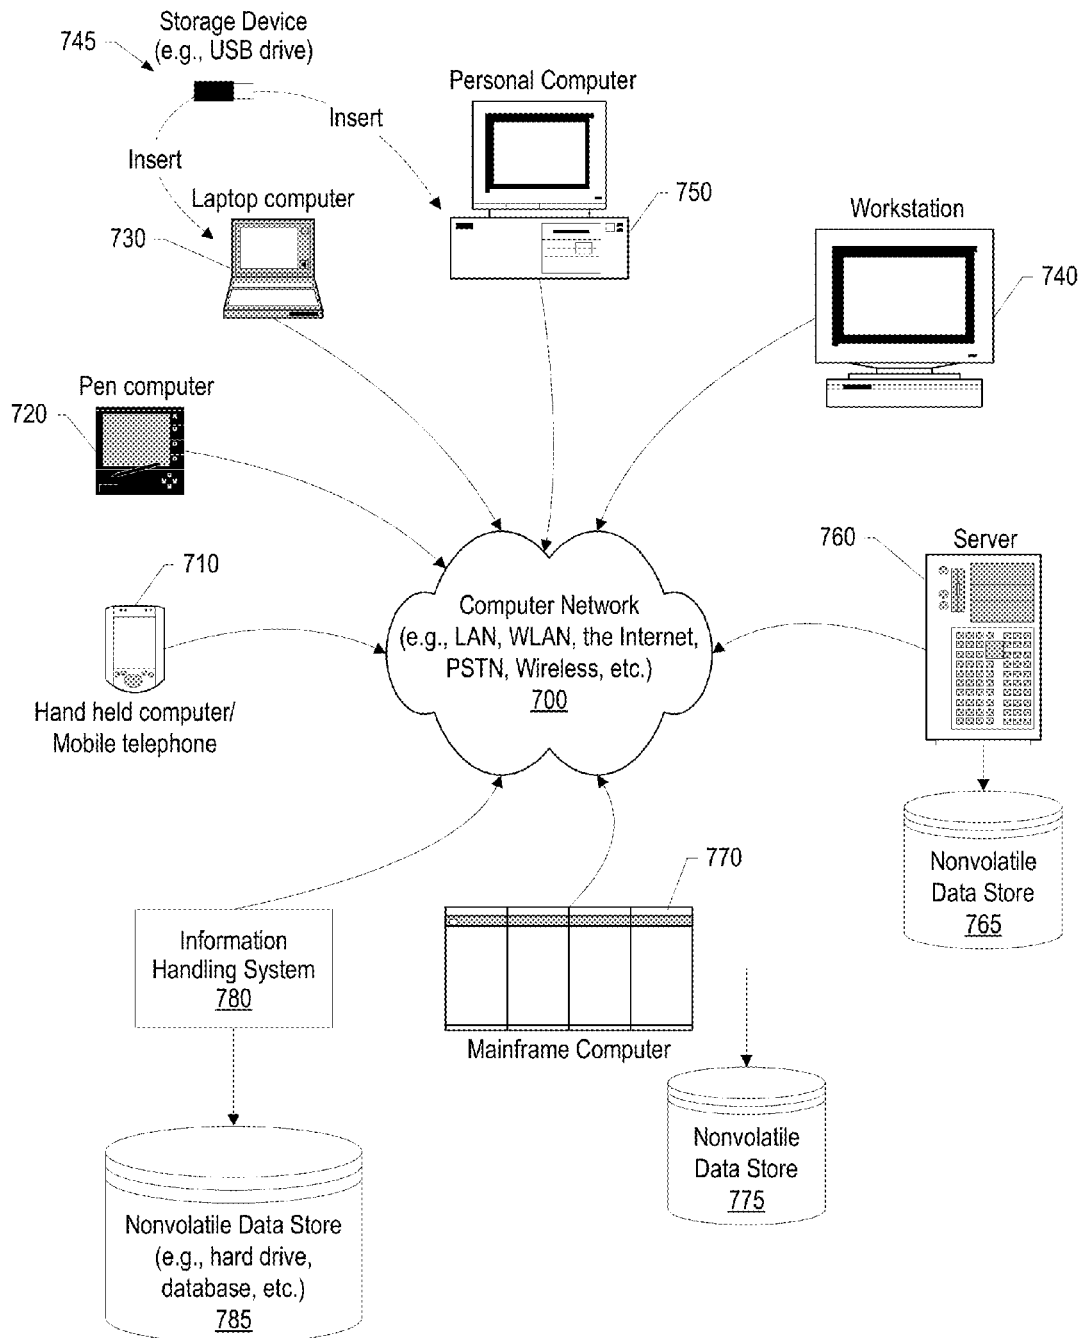 Storage Device
(e.g., USB drive)
745
Personal Computer
Insert
Insert
750
Laptop computer
730
Workstation
740
Pen computer
720
710
Hand held computer/
Mobile telephone
Computer Network
(e.g., LAN, WLAN, the Internet,
PSTN, Wireless, etc.)
700
760
Server
Nonvolatile
Data Store
765
770
Mainframe Computer
Information
Handling System
780
Nonvolatile
Data Store
775
Nonvolatile Data Store
(e.g., hard drive,
database, etc.)
785